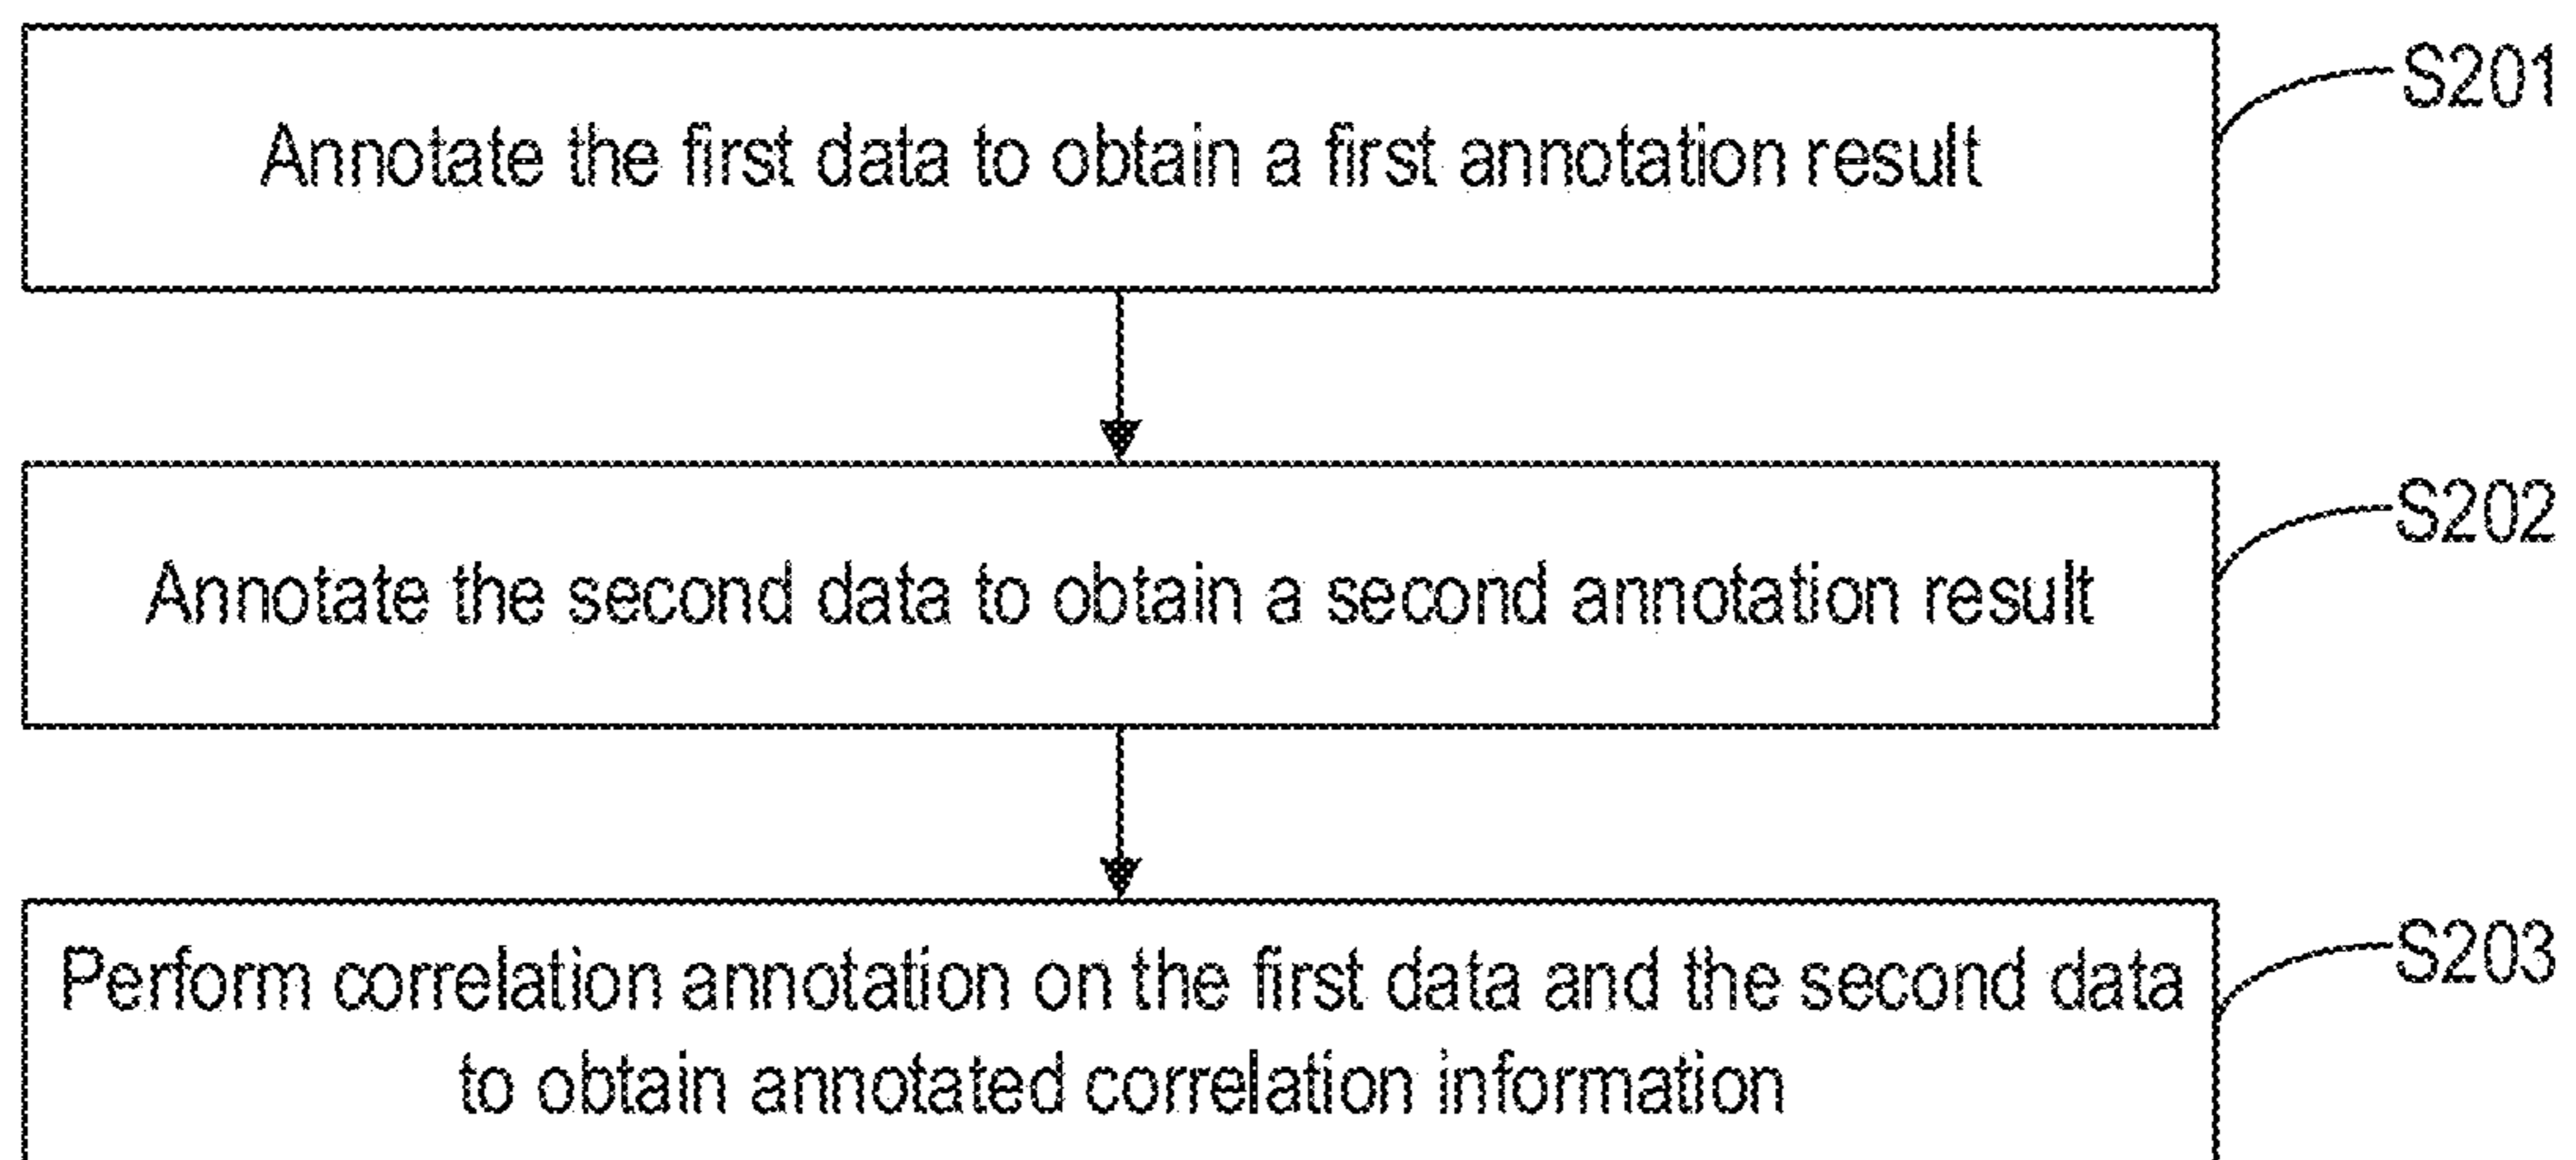 Annotate the first data to obtain a first annotation result
S201
Annotate the second data to obtain a second annotation result
S202
Perform correlation annotation on the first data and the second data
to obtain annotated correlation information
S203